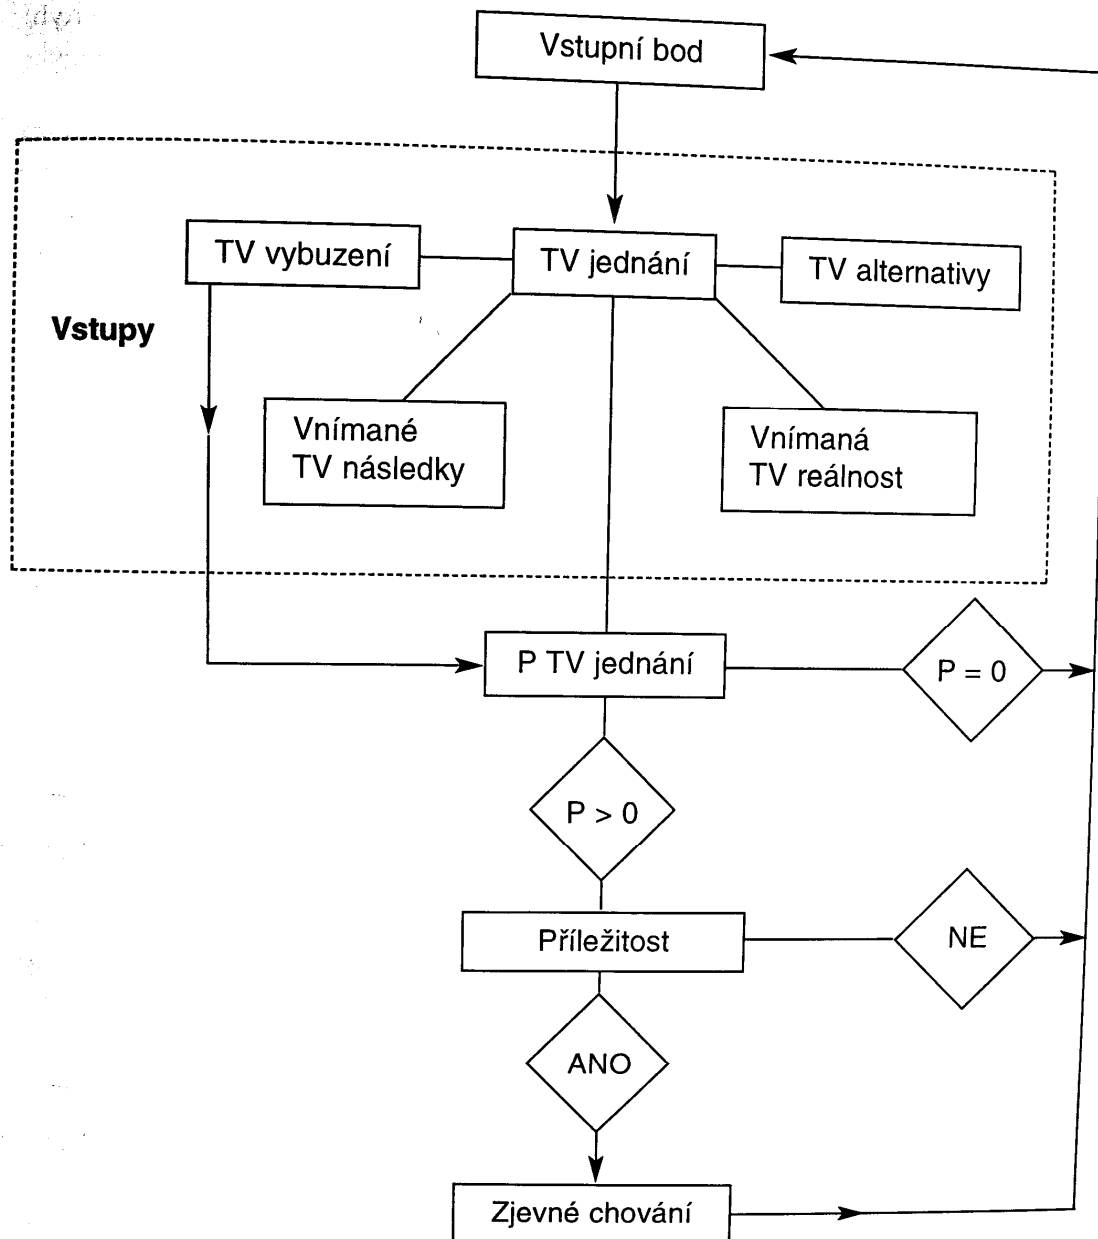 Vstupní bod
TV vybuzení
TV jednání
TV alternativy
Vstupy
Vnímané
TV následky
Vnímaná
TV reálnost
P TV jednání
P = 0
P > 0
Příležitost
NE
ANO
Zjevné chování